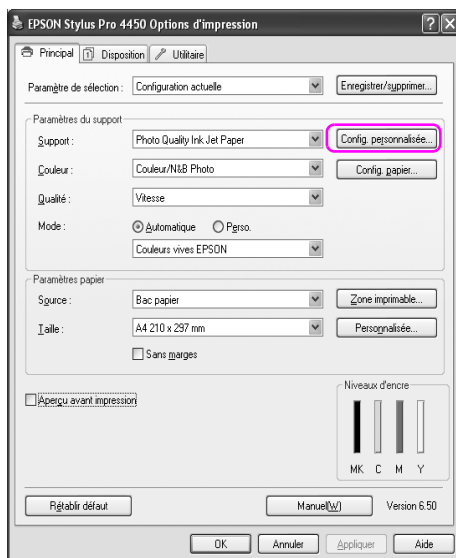 EPSON Stylus Pro 4450 Options d'impression
Principal Disposition Utilitaire
Paramètre de sélection : Configuration actuelle Enregistrer/supprimer...
Paramètres du support
Support : Photo Quality Ink Jet Paper Config. personnalisée...
Couleur : Couleur/N&B Photo Config. papier...
Qualité : Vitesse
Mode : Automatique Perso.
Couleurs vives EPSON
Paramètres papier
Source : Bac papier Zone imprimable...
Taille : A4 210 x 297 mm Personnalisée...
Sans marges
Aperçu avant impression
Niveaux d'encre
MK C M Y
Rétablir défaut Manuel(W) Version 6.50
OK Annuler Appliquer Aide